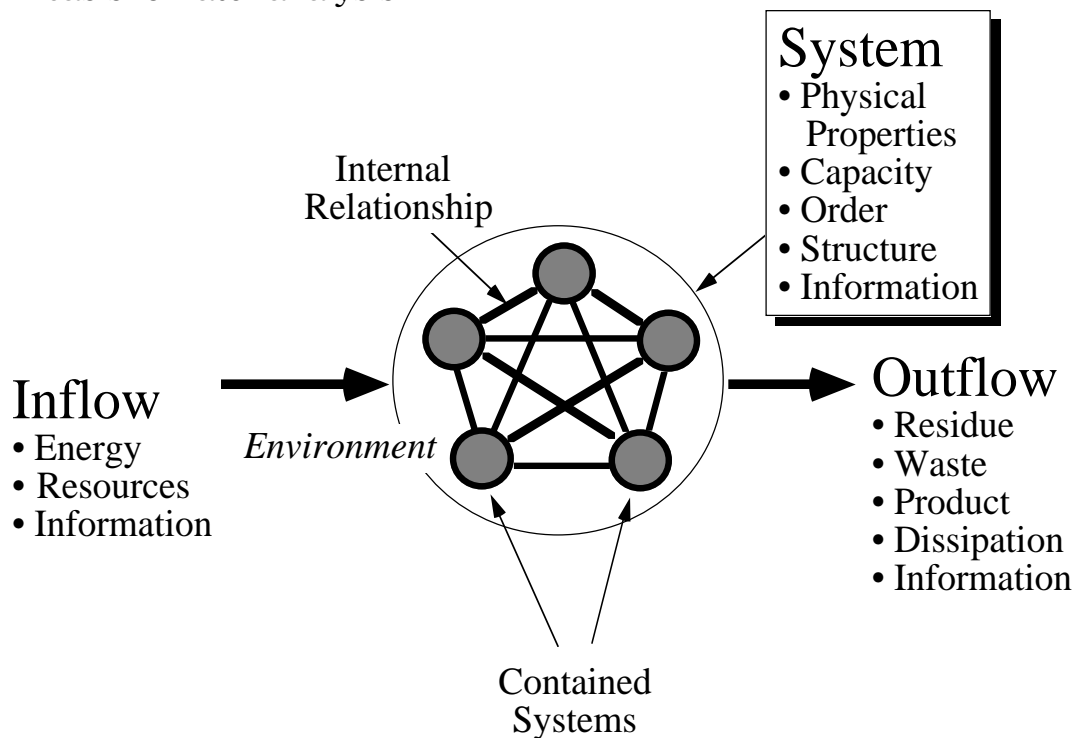 System
• Physical
Properties
• Capacity
• Order
• Structure
• Information
Internal
Relationship
Inflow
• Energy
• Resources
• Information
Environment
Outflow
• Residue
• Waste
• Product
• Dissipation
• Information
Contained
Systems